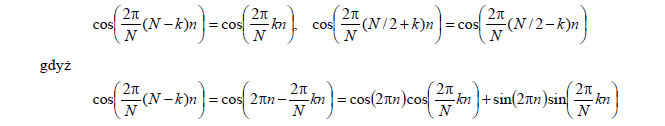 cos(2π/N (N−k)n) = cos(2π/N kn), cos(2π/N (N/2+k)n) = cos(2π/N (N/2−k)n)
gdyż
cos(2π/N (N−k)n) = cos(2πn − 2π/N kn) = cos(2πn)cos(2π/N kn) + sin(2πn)sin(2π/N kn)